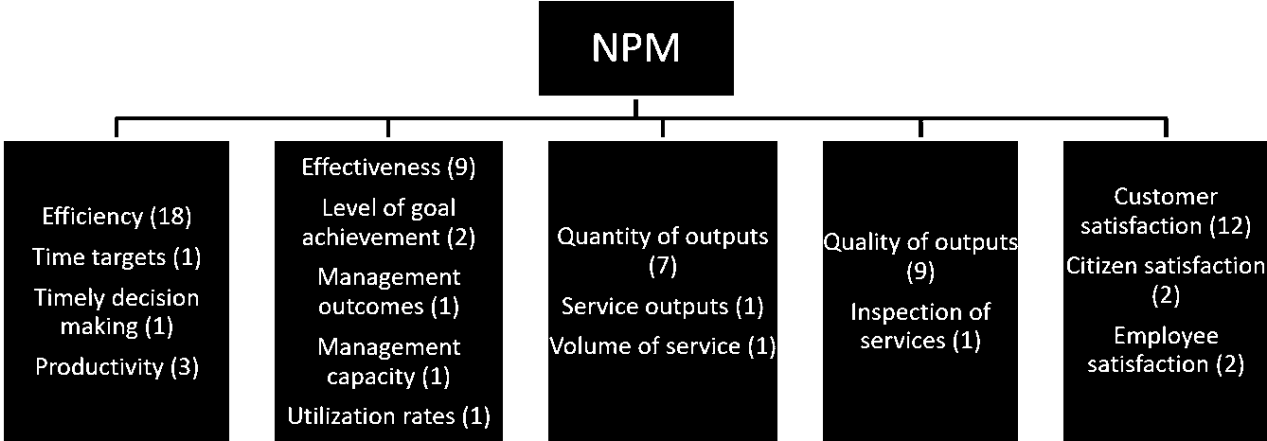 NPM
Efficiency (18)
Time targets (1)
Timely decision
making (1)
Productivity (3)
Effectiveness (9)
Level of goal
achievement (2)
Management
outcomes (1)
Management
capacity (1)
Utilization rates (1)
Quantity of outputs
(7)
Service outputs (1)
Volume of service (1)
Quality of outputs
(9)
Inspection of
services (1)
Customer
satisfaction (12)
Citizen satisfaction
(2)
Employee
satisfaction (2)